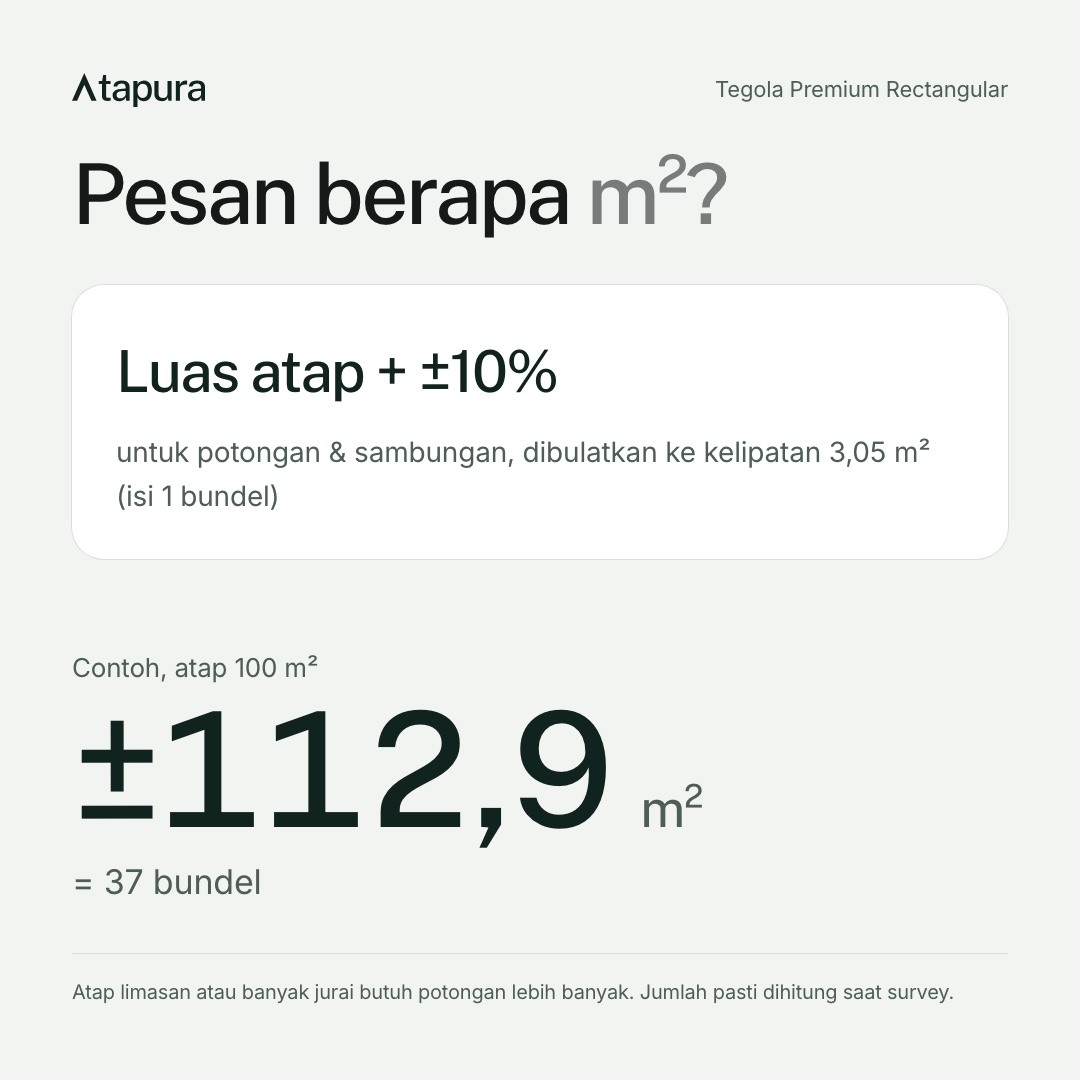 Atapura
Tegola Premium Rectangular
Pesan berapa m²?
Luas atap + ±10%
untuk potongan & sambungan, dibulatkan ke kelipatan 3,05 m²
(isi 1 bundel)
Contoh, atap 100 m²
±112,9 m²
= 37 bundel
Atap limasan atau banyak jurai butuh potongan lebih banyak. Jumlah pasti dihitung saat survey.